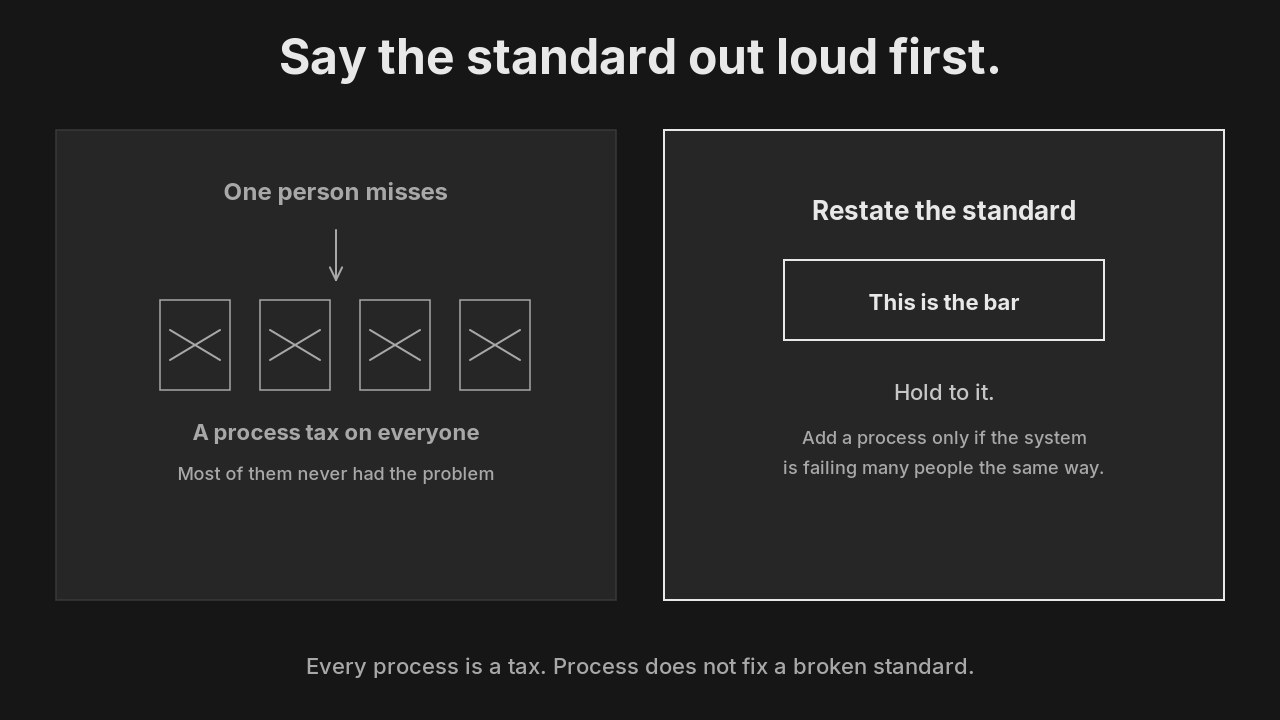 Say the standard out loud first.
One person misses
A process tax on everyone
Most of them never had the problem
Restate the standard
This is the bar
Hold to it.
Add a process only if the system
is failing many people the same way.
Every process is a tax. Process does not fix a broken standard.